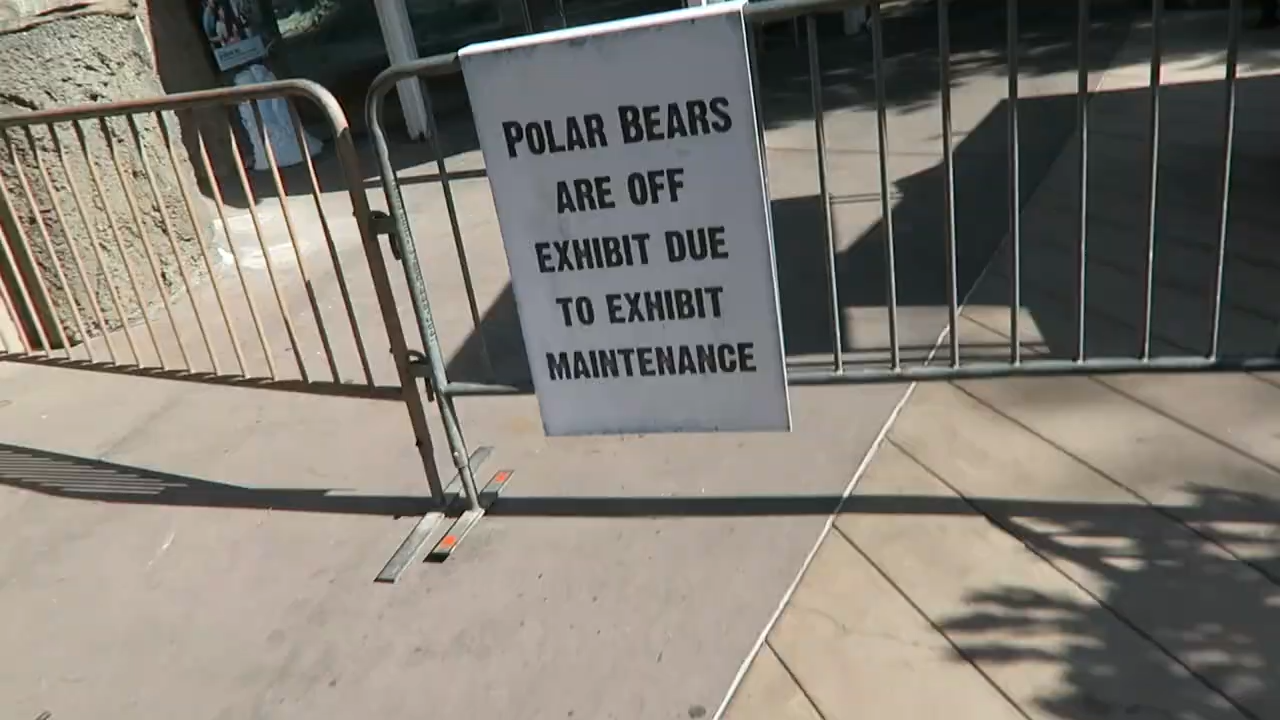 POLAR BEARS
ARE OFF
EXHIBIT DUE
TO EXHIBIT
MAINTENANCE